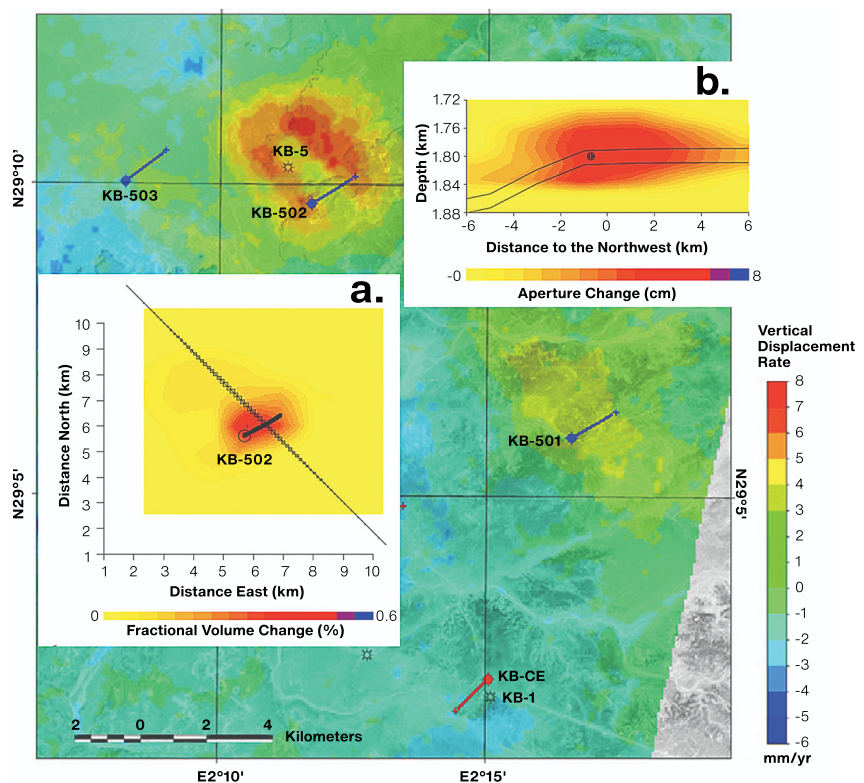 b.
1.72
1.76
1.80
1.84
1.88
Depth (km)
-6 -4 -2 0 2 4 6
Distance to the Northwest (km)
-0 8
Aperture Change (cm)
N29°10'
KB-5
KB-503
KB-502
a.
10
9
8
7
6
5
4
3
2
1
Distance North (km)
KB-502
1 2 3 4 5 6 7 8 9 10
Distance East (km)
0 0.6
Fractional Volume Change (%)
KB-501
N29°5'
N29°5'
Vertical
Displacement
Rate
8
7
6
5
4
3
2
1
0
-1
-2
-3
-4
-5
-6
mm/yr
KB-CE
KB-1
2 0 2 4
Kilometers
E2°10' E2°15'